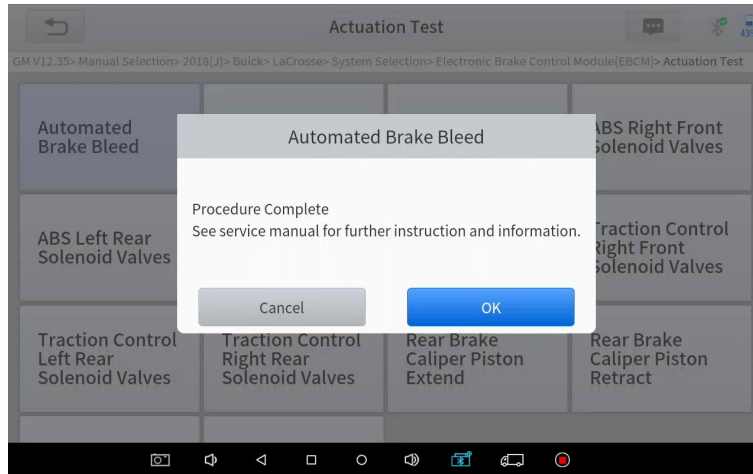 Actuation Test
GM V12.35> Manual Selection> 2018(J)> Buick> LaCrosse> System Selection> Electronic Brake Control Module(EBCM)> Actuation Test
Automated
Brake Bleed
ABS Right Front
Solenoid Valves
Automated Brake Bleed
Procedure Complete
See service manual for further instruction and information.
Cancel
OK
ABS Left Rear
Solenoid Valves
Traction Control
Right Front
Solenoid Valves
Traction Control
Left Rear
Solenoid Valves
Traction Control
Right Rear
Solenoid Valves
Rear Brake
Caliper Piston
Extend
Rear Brake
Caliper Piston
Retract